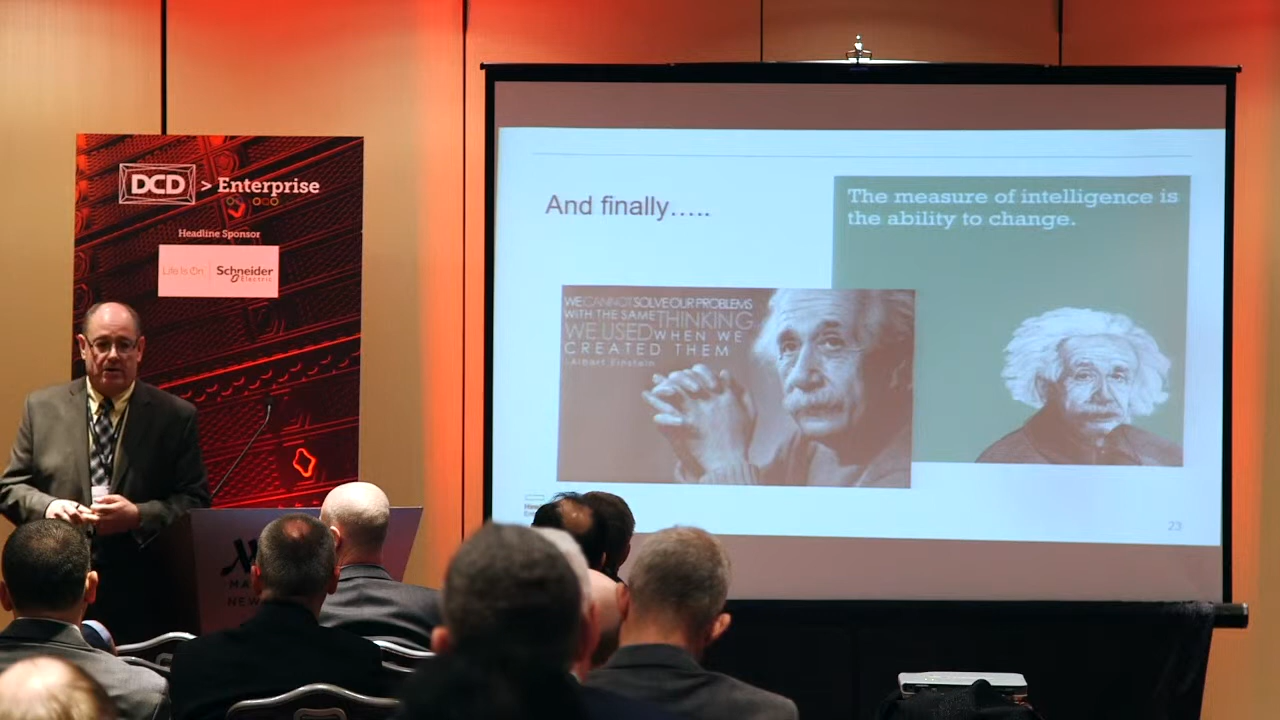 DCD > Enterprise
Headline Sponsor
Life Is On
Schneider
Electric
And finally.....
The measure of intelligence is
the ability to change.
WE CANNOT SOLVE OUR PROBLEMS
WITH THE SAME THINKING
WE USED WHEN WE
CREATED THEM
- Albert Einstein
23
NEW